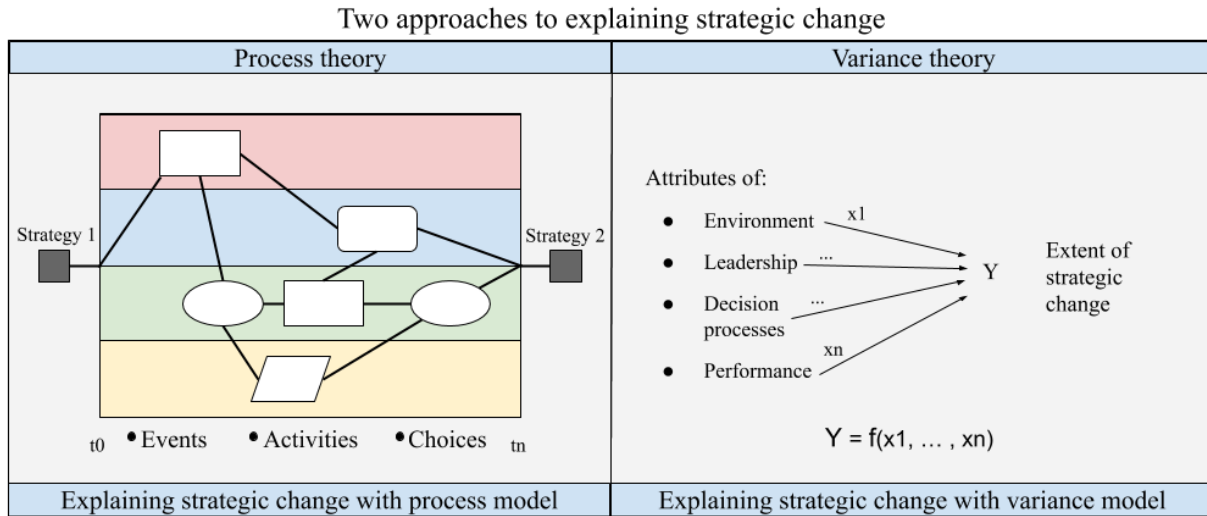 Two approaches to explaining strategic change
Process theory
Variance theory
Strategy 1
Strategy 2
t0
• Events
• Activities
• Choices
tn
Attributes of:
● Environment
● Leadership
● Decision
processes
● Performance
x1
...
...
xn
Y
Extent of
strategic
change
Y = f(x1, … , xn)
Explaining strategic change with process model
Explaining strategic change with variance model